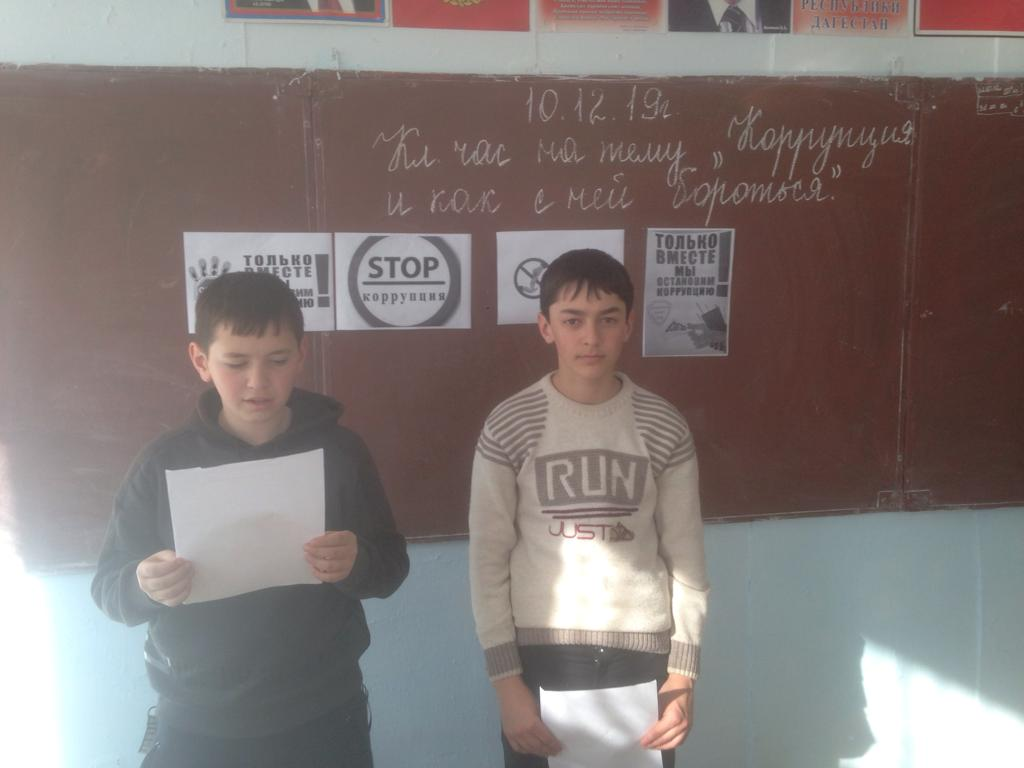 РЕСПУБЛИКИ
ДАГЕСТАН
10.12.19г.
Кл. час на тему „Коррупция
и как с ней бороться."
ТОЛЬКО
ВМЕСТЕ
STOP
коррупция
ТОЛЬКО
ВМЕСТЕ
МЫ
ОСТАНОВИМ
КОРРУПЦИЮ!
RUN
JUST